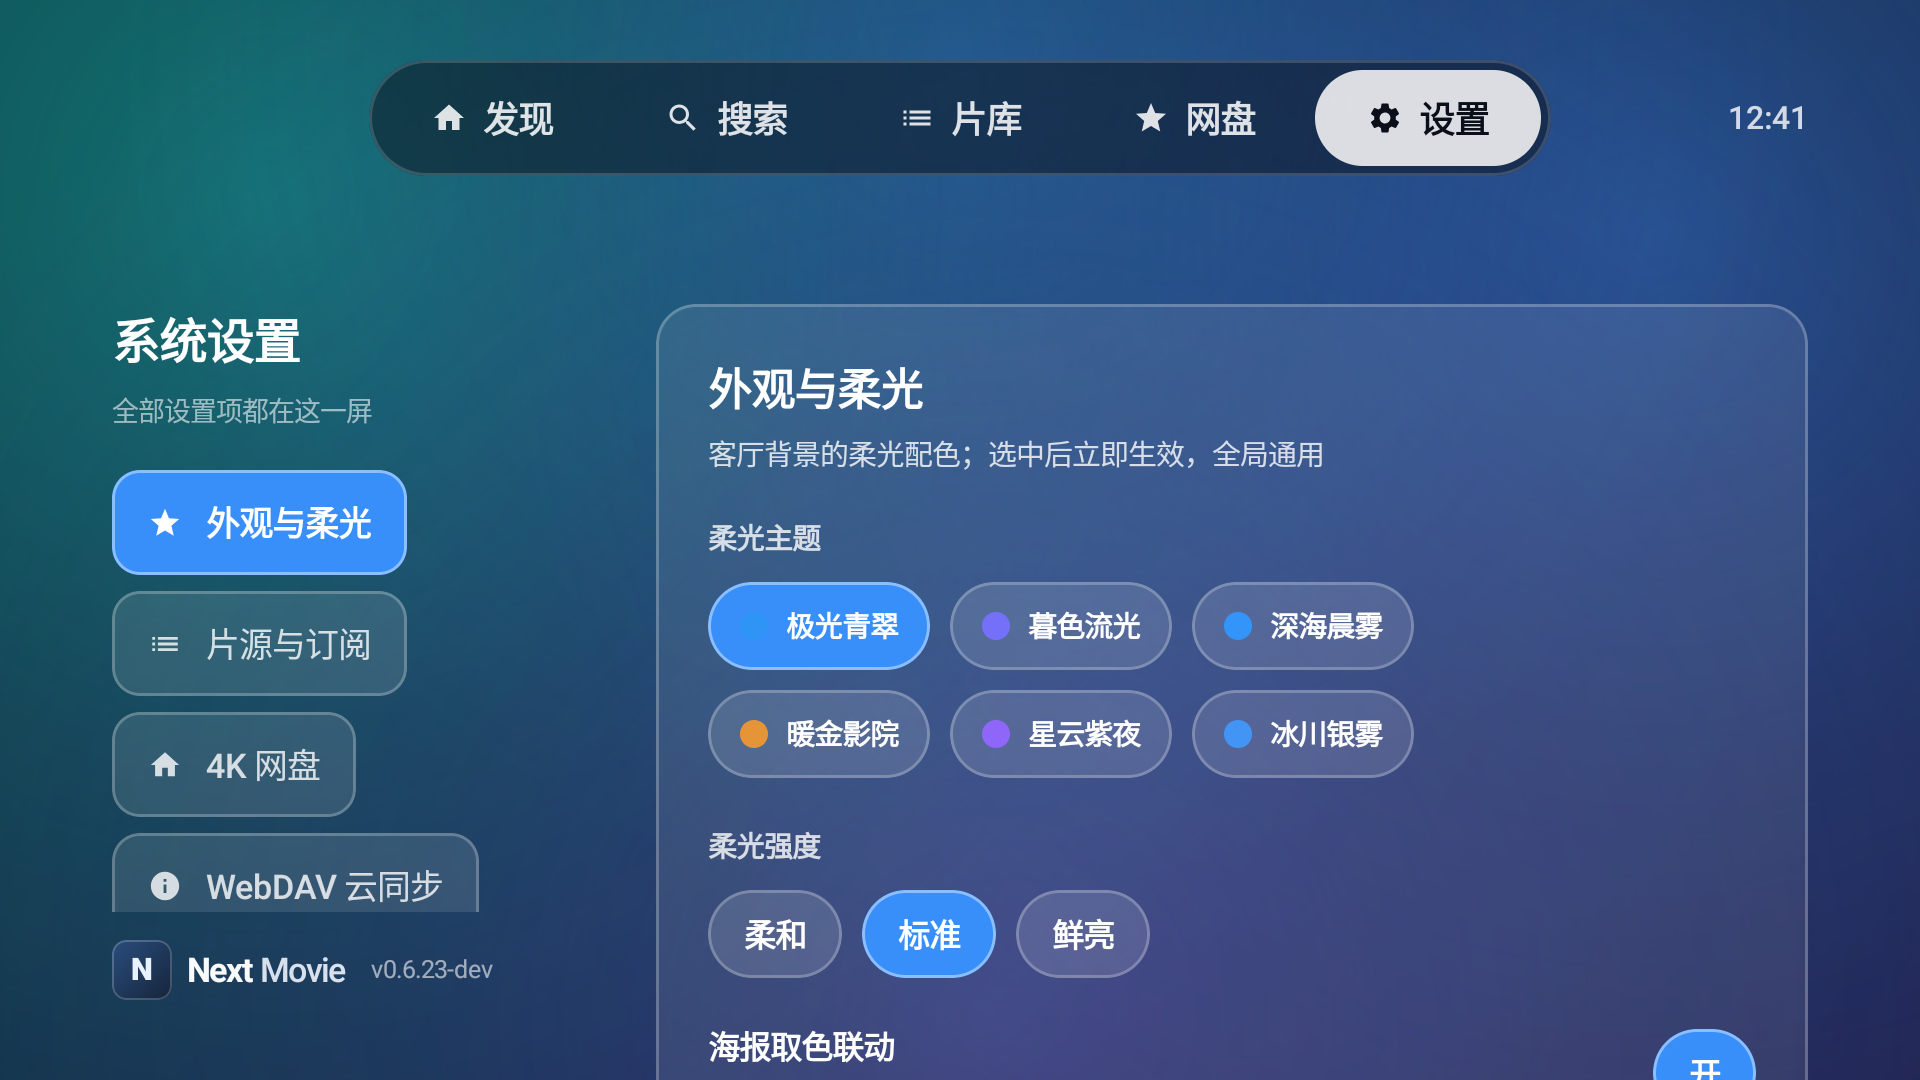 发现 搜索 片库 网盘 设置 12:41
系统设置
全部设置项都在这一屏
外观与柔光
片源与订阅
4K 网盘
WebDAV 云同步
N Next Movie v0.6.23-dev
外观与柔光
客厅背景的柔光配色；选中后立即生效，全局通用
柔光主题
极光青翠 暮色流光 深海晨雾
暖金影院 星云紫夜 冰川银雾
柔光强度
柔和 标准 鲜亮
海报取色联动 开